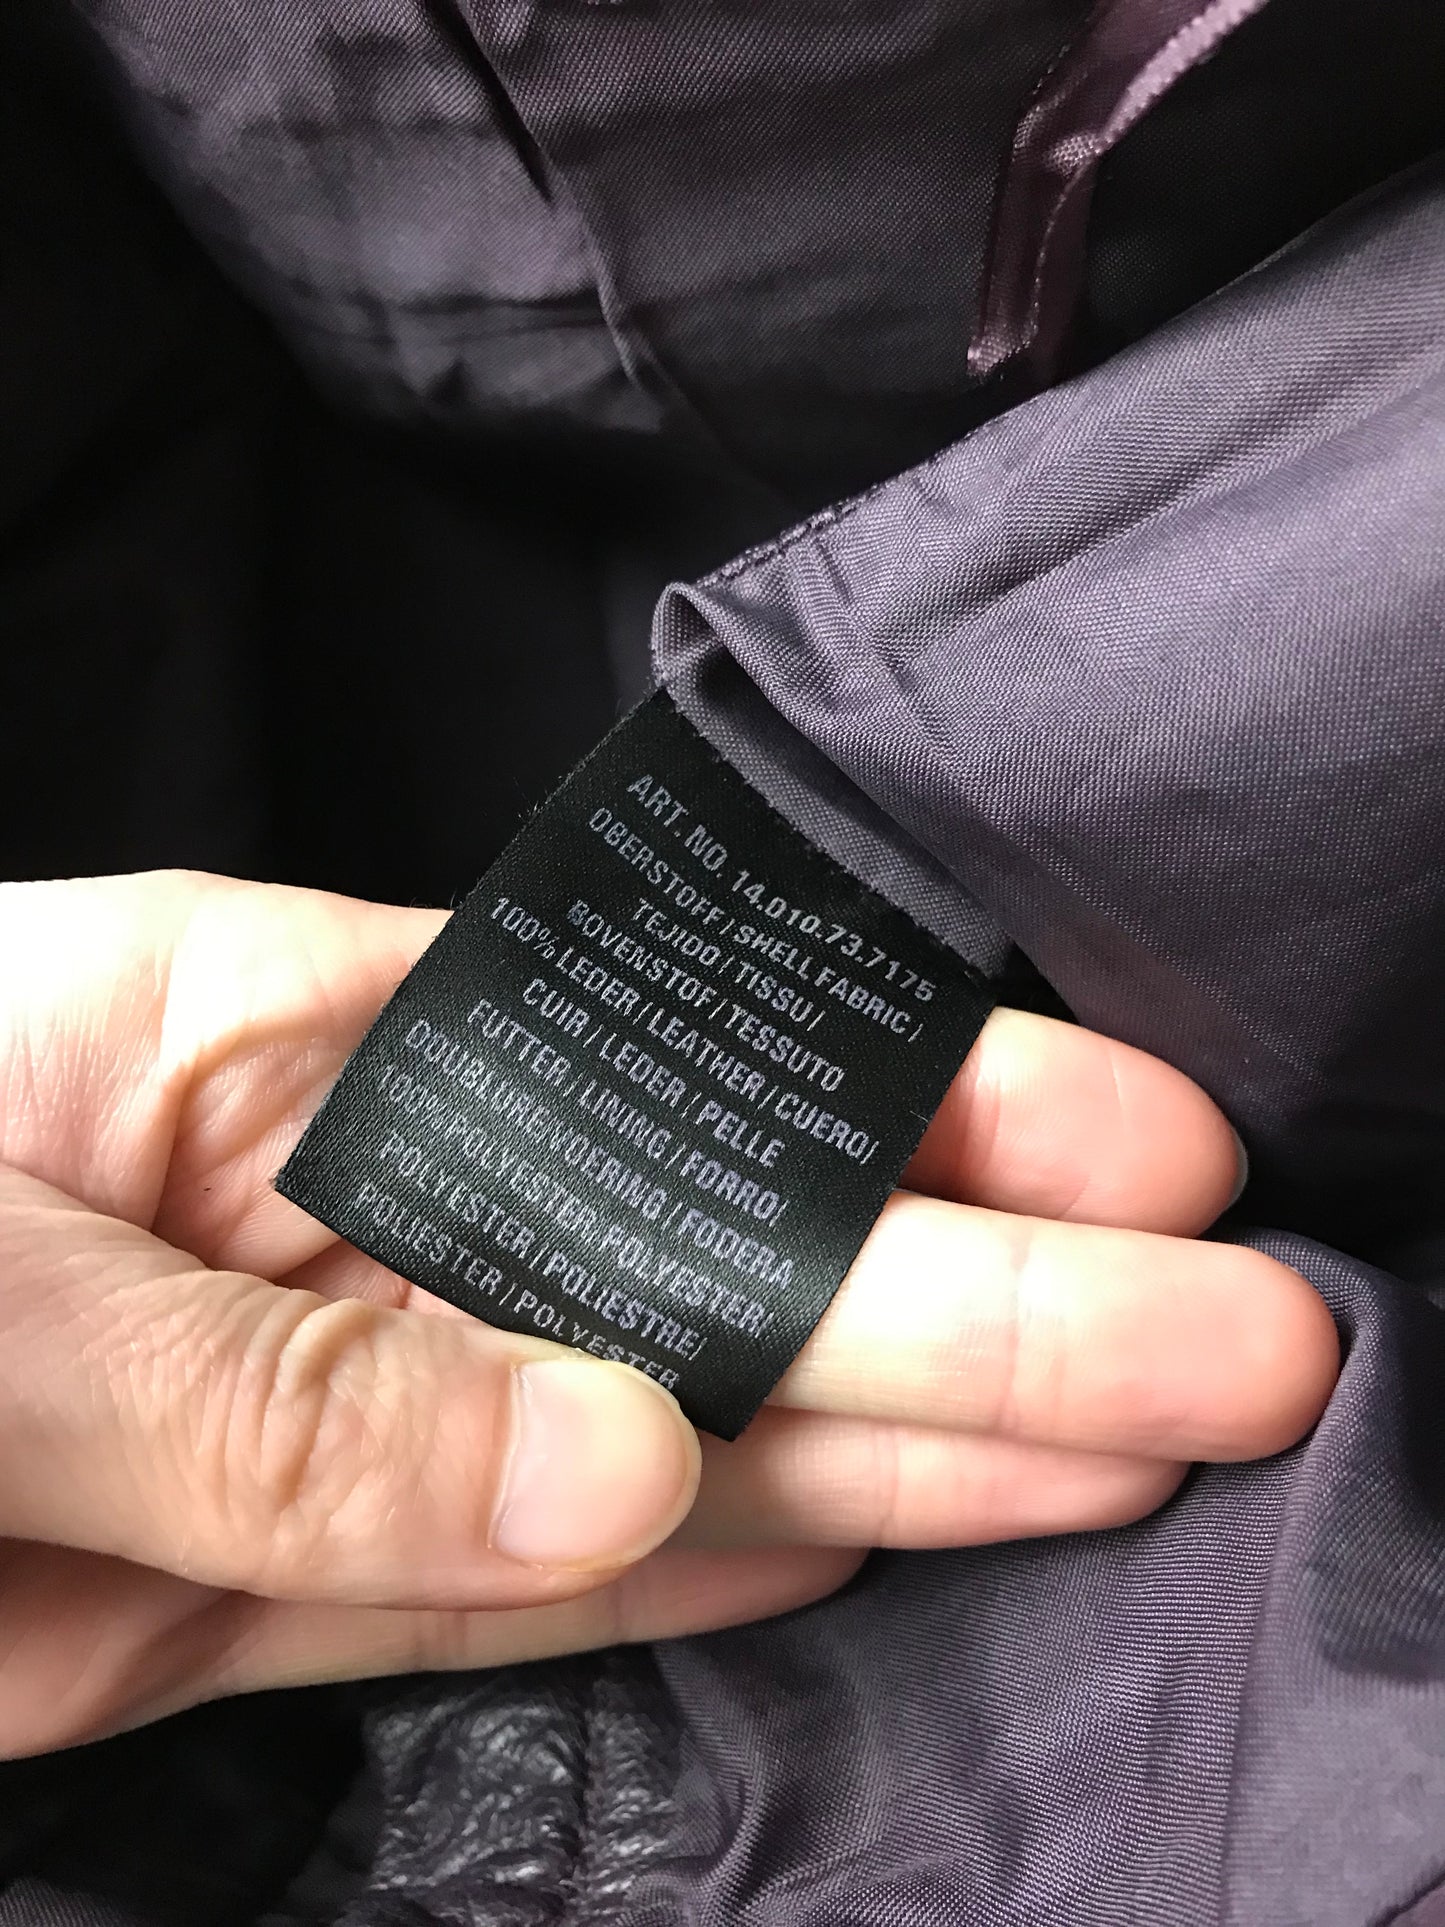 ART.NO. 14.010.73.7175
OBERSTOFF/SHELL FABRIC/
TEJIDO/TISSU/
BOVENSTOF/TESSUTO
100% LEDER/LEATHER/CUERO/
CUIR/LEDER/PELLE
FUTTER/LINING/FORRO/
DOUBLURE/VOERING/FODERA
100% POLYESTER/POLYESTER/
POLYESTER/POLIESTRE/
POLIESTER/POLYESTER